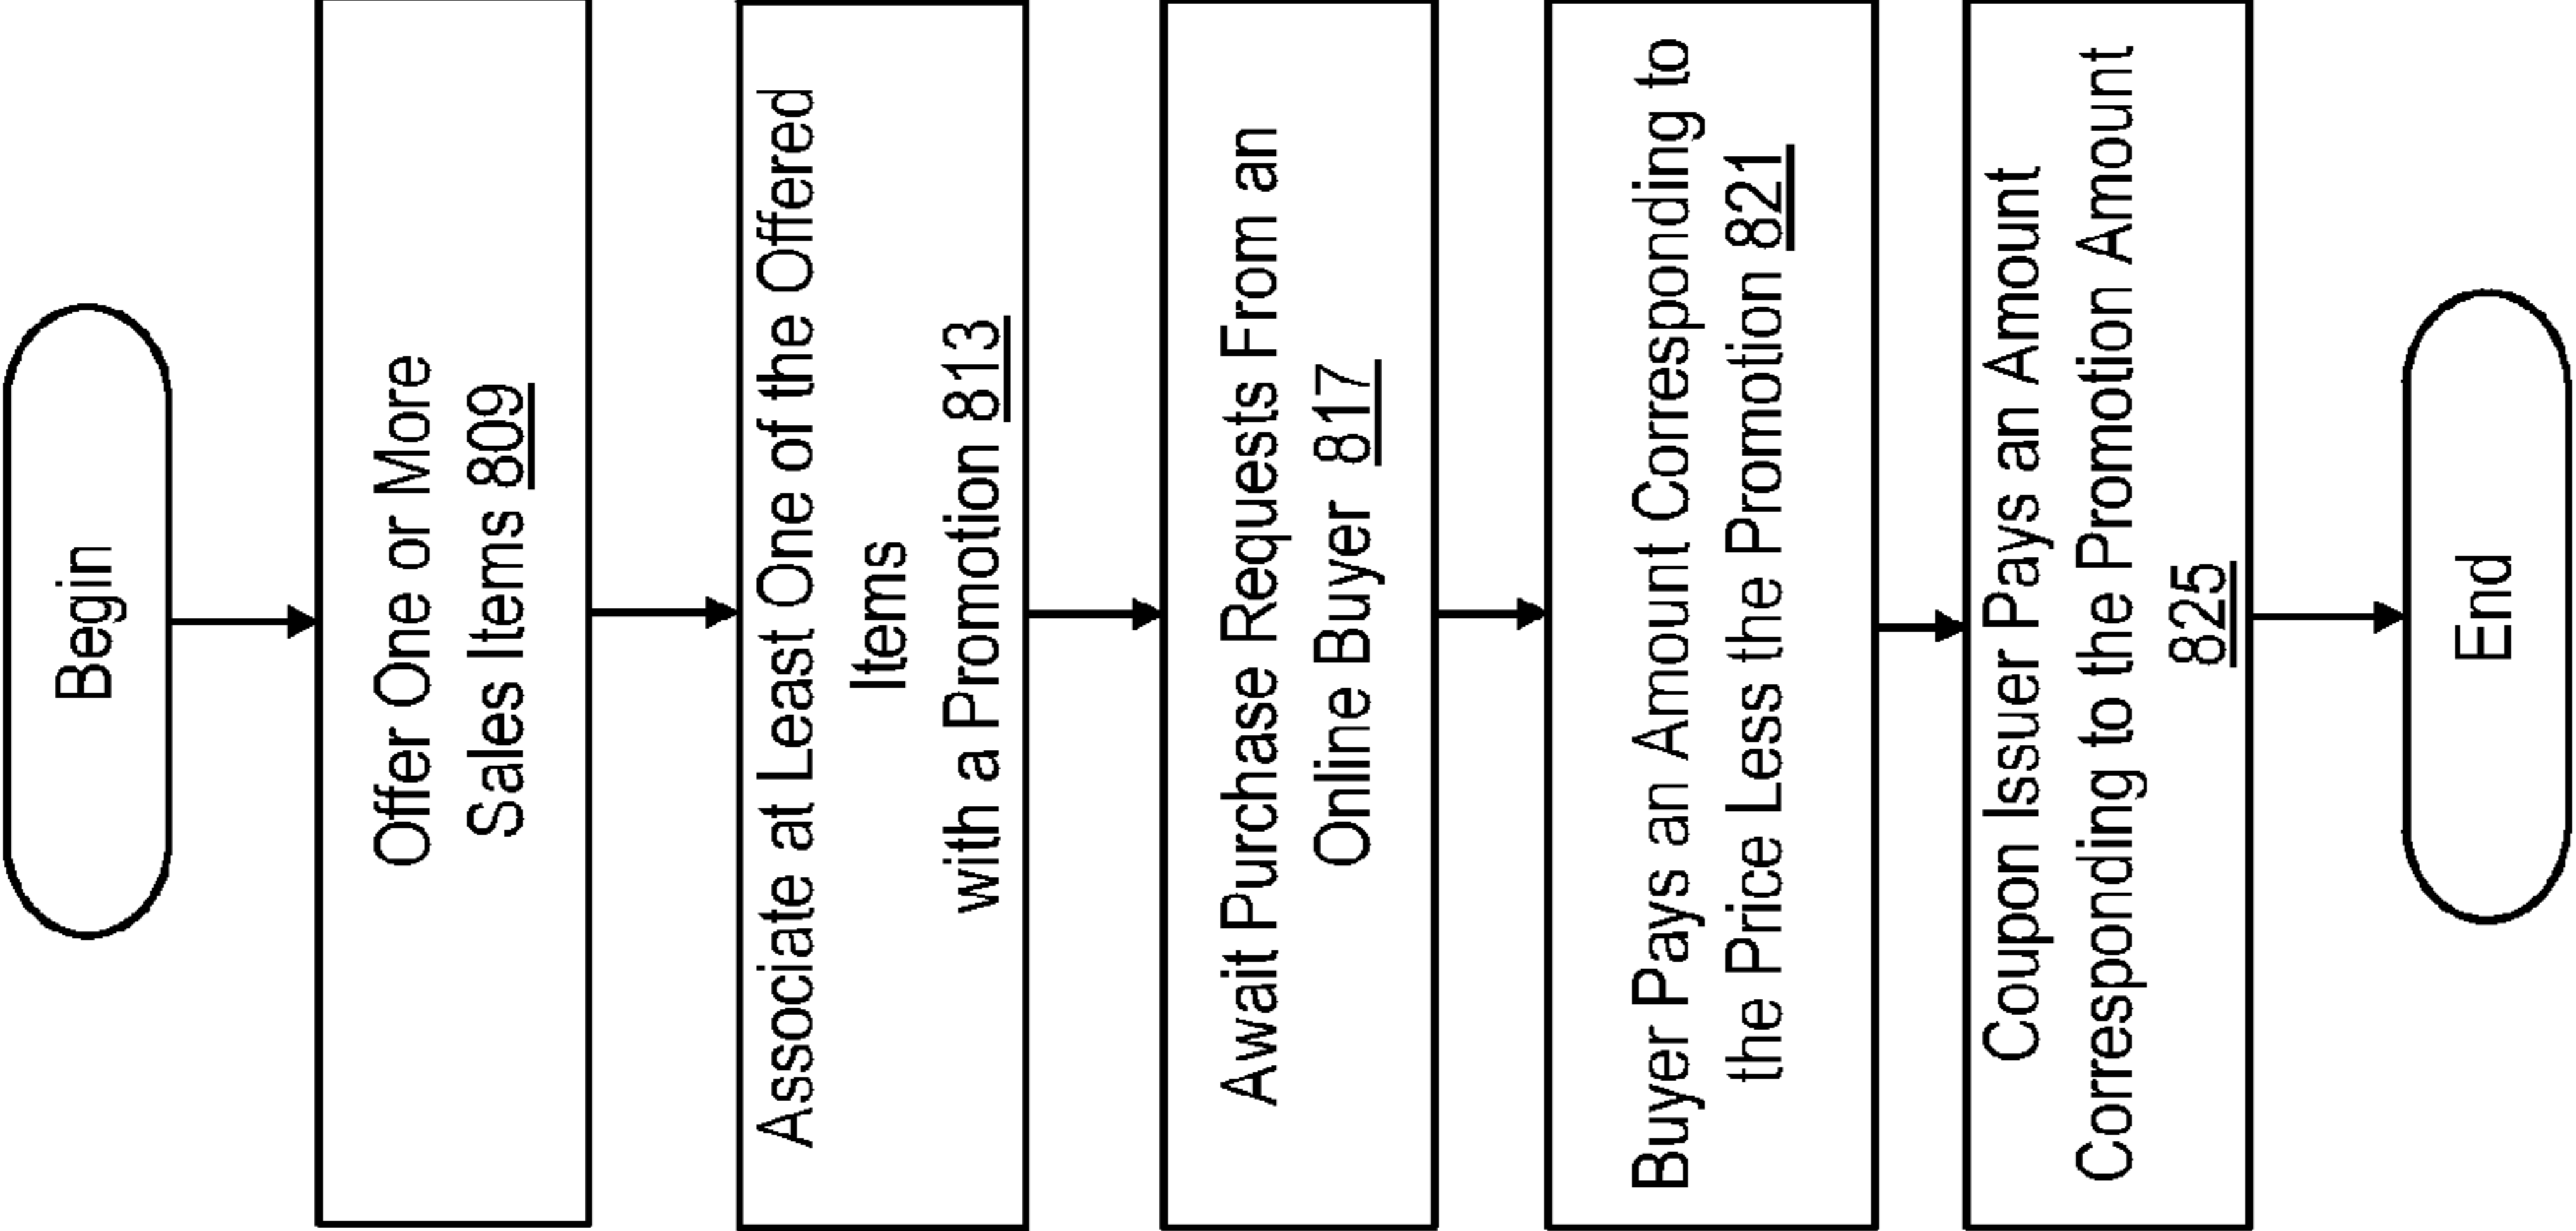 Begin
Offer One or More
Sales Items 809
Associate at Least One of the Offered
Items
with a Promotion 813
Await Purchase Requests From an
Online Buyer 817
Buyer Pays an Amount Corresponding to
the Price Less the Promotion 821
Coupon Issuer Pays an Amount
Corresponding to the Promotion Amount
825
End